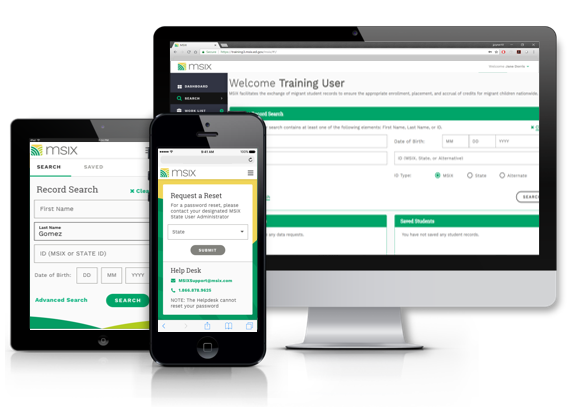 msix
Welcome Training User
MSIX facilitates the exchange of migrant student records to ensure the appropriate enrollment, placement, and accrual of credits for migrant children nationwide.
DASHBOARD
SEARCH
WORK LIST
Record Search
search contains at least one of the following elements: First Name, Last Name, or ID.
Date of Birth:
MM
DD
YYYY
ID (MSIX, State, or Alternative)
ID Type:
MSIX
State
Alternate
SEARCH
Saved Students
any data requests.
You have not saved any student records.
msix
SEARCH
SAVED
Record Search
Clea
First Name
Last Name
Gomez
ID (MSIX or STATE ID)
Date of Birth:
DD
MM
YYYY
Advanced Search
SEARCH
9:41 AM
msix
Request a Reset
For a password reset, please
contact your designated MSIX
State User Administrator
State
SUBMIT
Help Desk
MSIXSupport@msix.com
1.866.878.9525
NOTE: The Helpdesk cannot
reset your password